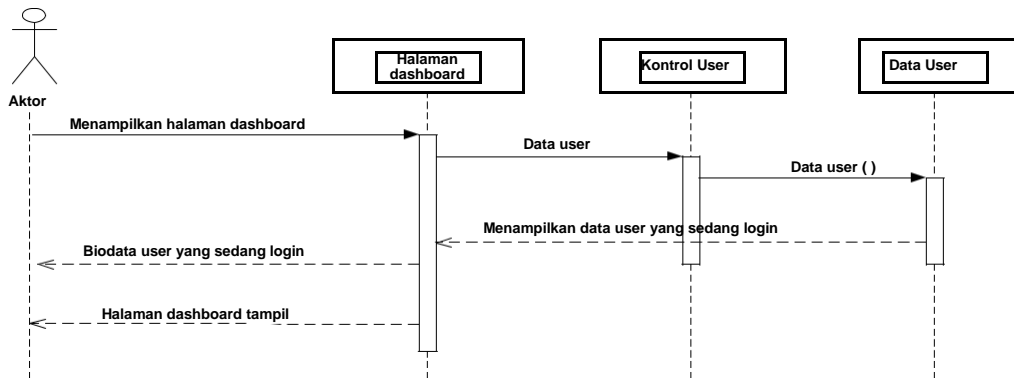 Halaman
dashboard
Kontrol User
Data User
Aktor
Menampilkan halaman dashboard
Data user
Data user ( )
Menampilkan data user yang sedang login
Biodata user yang sedang login
Halaman dashboard tampil